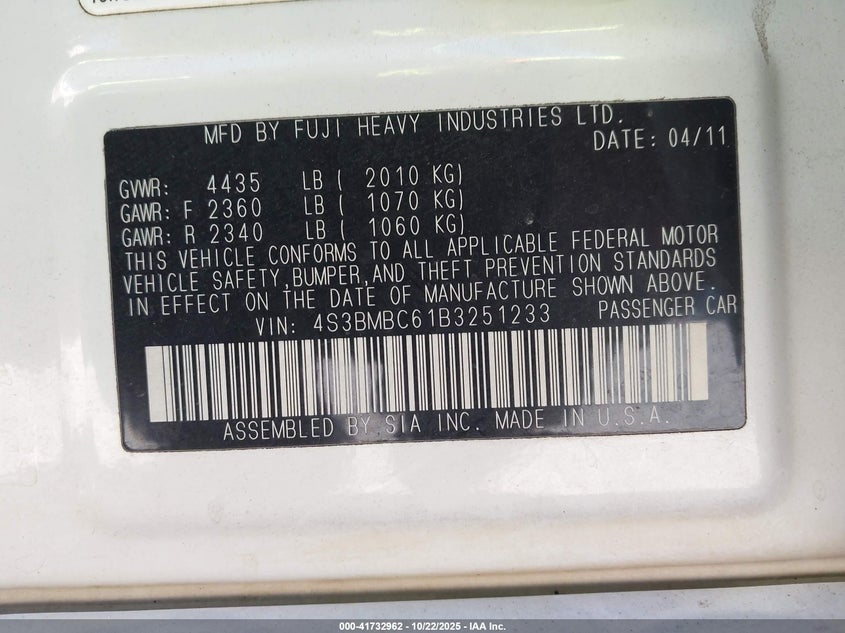 MFD BY FUJI HEAVY INDUSTRIES LTD.
DATE: 04/11
GVWR: 4435 LB ( 2010 KG)
GAWR: F 2360 LB ( 1070 KG)
GAWR: R 2340 LB ( 1060 KG)
THIS VEHICLE CONFORMS TO ALL APPLICABLE FEDERAL MOTOR
VEHICLE SAFETY,BUMPER,AND THEFT PREVENTION STANDARDS
IN EFFECT ON THE DATE OF MANUFACTURE SHOWN ABOVE.
VIN: 4S3BMBC61B3251233 PASSENGER CAR
ASSEMBLED BY SIA INC. MADE IN U.S.A.
000-41732962 - 10/22/2025 - IAA Inc.